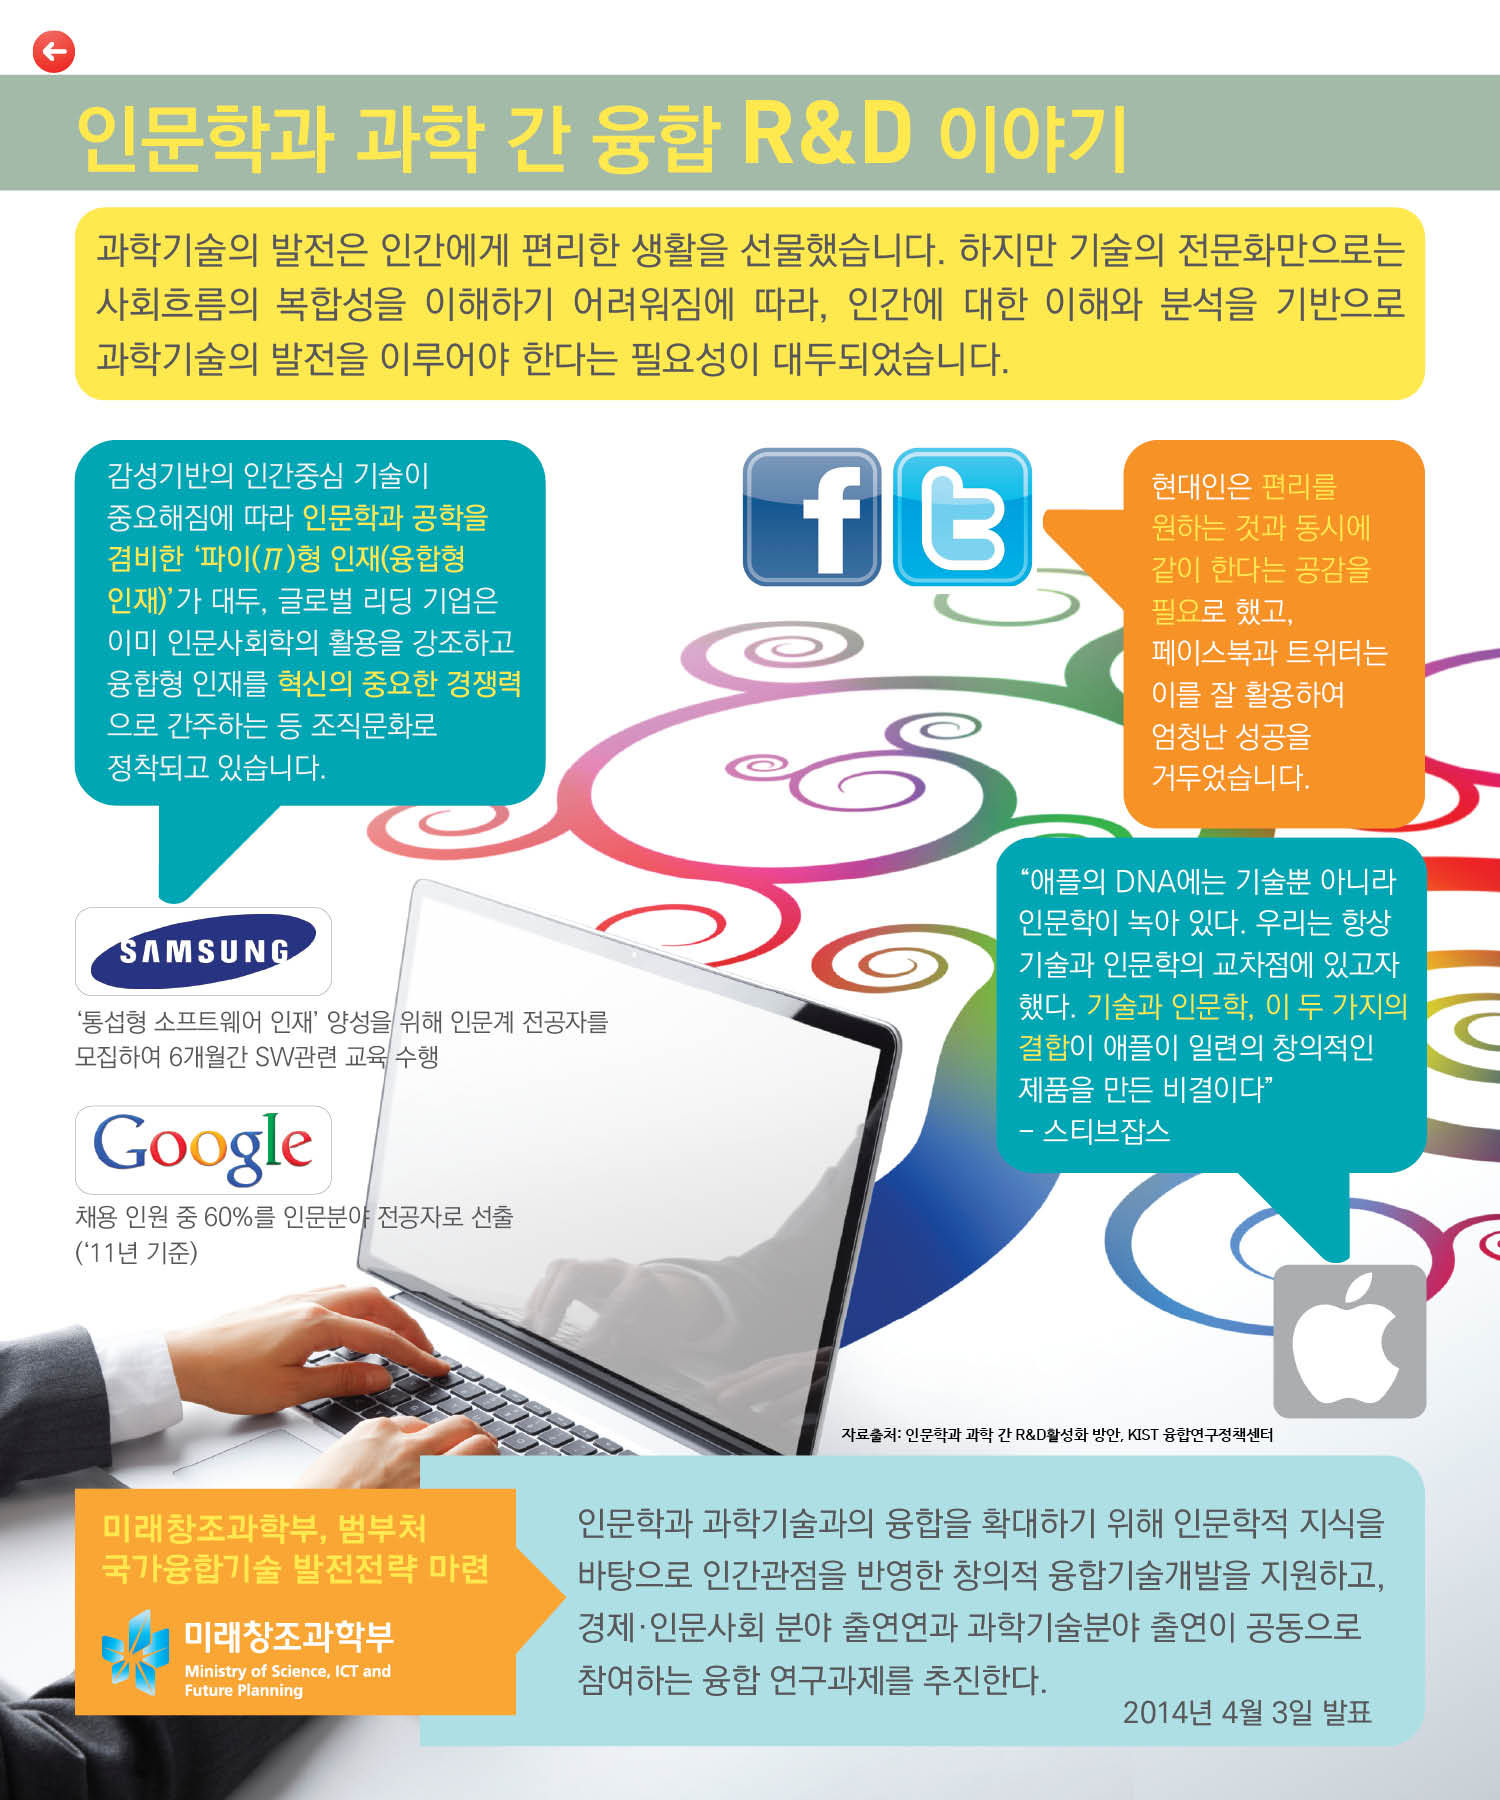 인문학과 과학 간 융합 R&D 이야기
과학기술의 발전은 인간에게 편리한 생활을 선물했습니다. 하지만 기술의 전문화만으로는
사회흐름의 복합성을 이해하기 어려워짐에 따라, 인간에 대한 이해와 분석을 기반으로
과학기술의 발전을 이루어야 한다는 필요성이 대두되었습니다.
감성기반의 인간중심 기술이
중요해짐에 따라 인문학과 공학을
겸비한 ‘파이(π)형 인재(융합형
인재)’가 대두, 글로벌 리딩 기업은
이미 인문사회학의 활용을 강조하고
융합형 인재를 혁신의 중요한 경쟁력
으로 간주하는 등 조직문화로
정착되고 있습니다.
SAMSUNG
‘통섭형 소프트웨어 인재’ 양성을 위해 인문계 전공자를
모집하여 6개월간 SW관련 교육 수행
Google
채용 인원 중 60%를 인문분야 전공자로 선출
(‘11년 기준)
f
t
현대인은 편리를
원하는 것과 동시에
같이 한다는 공감을
필요로 했고,
페이스북과 트위터는
이를 잘 활용하여
엄청난 성공을
거두었습니다.
“애플의 DNA에는 기술뿐 아니라
인문학이 녹아 있다. 우리는 항상
기술과 인문학의 교차점에 있고자
했다. 기술과 인문학, 이 두 가지의
결합이 애플이 일련의 창의적인
제품을 만든 비결이다”
– 스티브잡스
자료출처: 인문학과 과학 간 R&D활성화 방안, KIST 융합연구정책센터
미래창조과학부, 범부처
국가융합기술 발전전략 마련
미래창조과학부
Ministry of Science, ICT and
Future Planning
인문학과 과학기술과의 융합을 확대하기 위해 인문학적 지식을
바탕으로 인간관점을 반영한 창의적 융합기술개발을 지원하고,
경제·인문사회 분야 출연연과 과학기술분야 출연이 공동으로
참여하는 융합 연구과제를 추진한다.
2014년 4월 3일 발표